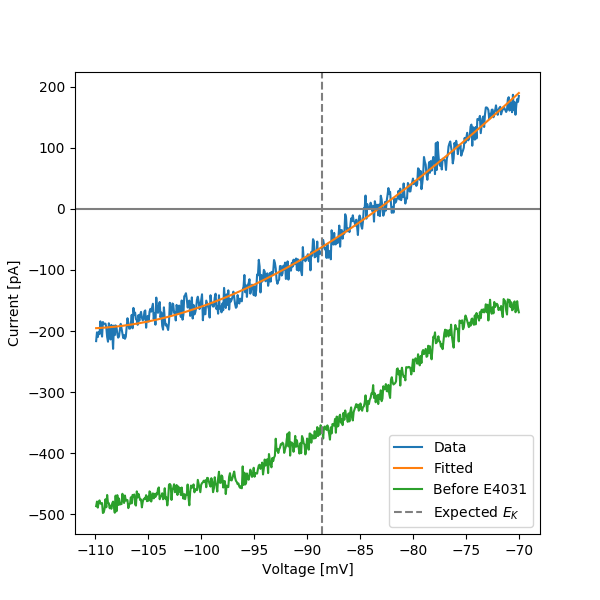 200
100
0
−100
−200
−300
−400
−500
Current [pA]
−110 −105 −100 −95 −90 −85 −80 −75 −70
Voltage [mV]
Data
Fitted
Before E4031
Expected E_K